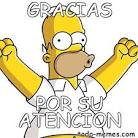 GRACIAS
POR SU
ATENCION
todo-memes.com